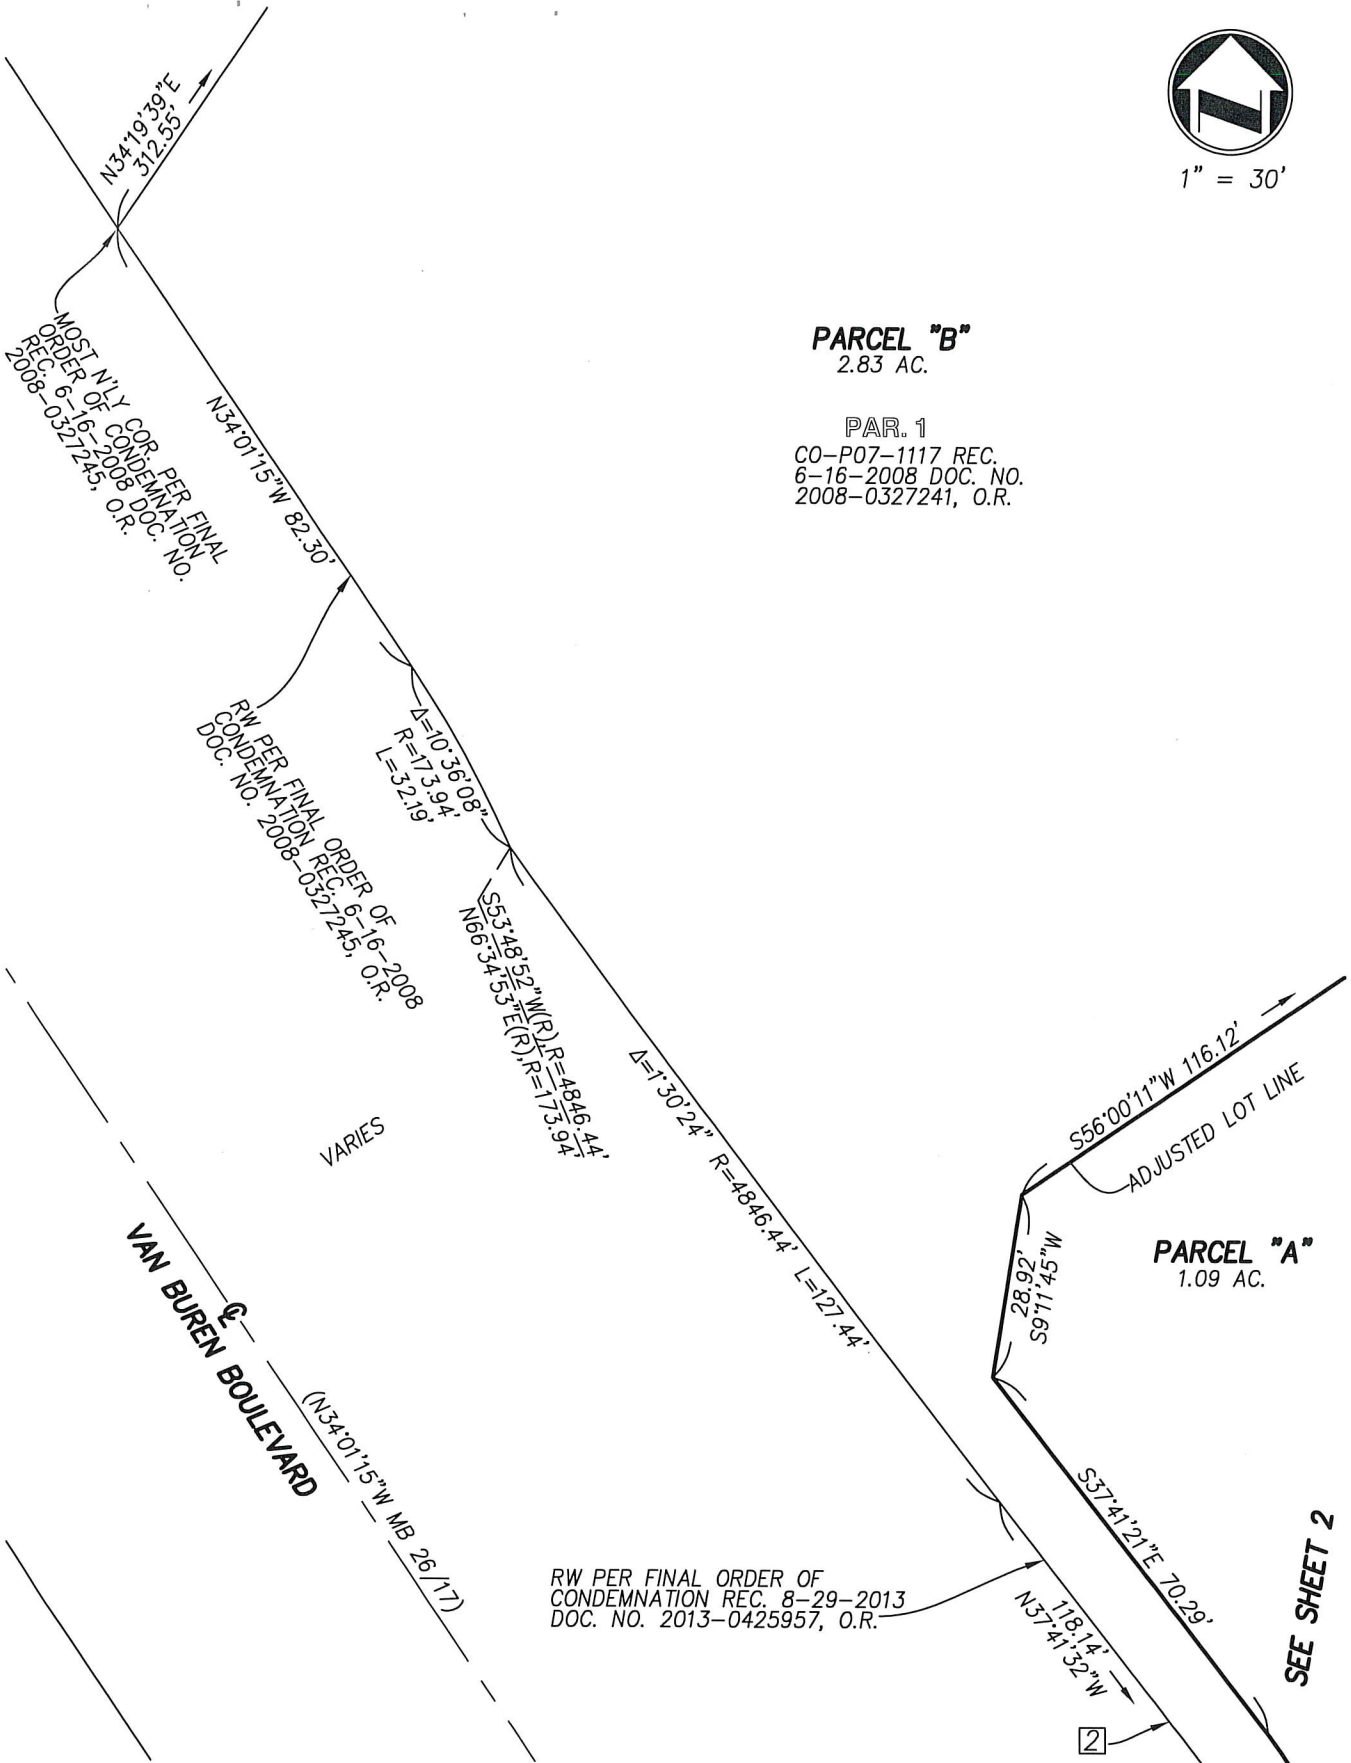 N34°19'39"E
312.55'
1" = 30'
MOST N'LY COR. PER FINAL
ORDER OF CONDEMNATION
REC. 6-16-2008 DOC. NO.
2008-0327245, O.R.
PARCEL "B"
2.83 AC.
PAR. 1
CO-P07-1117 REC.
6-16-2008 DOC. NO.
2008-0327241, O.R.
N34°01'15"W 82.30'
RW PER FINAL ORDER OF
CONDEMNATION REC. 6-16-2008
DOC. NO. 2008-0327245, O.R.
Δ=10°36'08"
R=173.94'
L=32.19'
S53°48'52"W(R),R=4846.44'
N66°34'53"E(R),R=173.94'
Δ=1°30'24" R=4846.44' L=127.44'
VARIES
S56°00'11"W 116.12'
ADJUSTED LOT LINE
PARCEL "A"
1.09 AC.
28.92'
S9°11'45"W
VAN BUREN BOULEVARD
(N34°01'15"W MB 26/17)
S37°41'21"E 70.29'
SEE SHEET 2
RW PER FINAL ORDER OF
CONDEMNATION REC. 8-29-2013
DOC. NO. 2013-0425957, O.R.
118.14'
N37°41'32"W
2